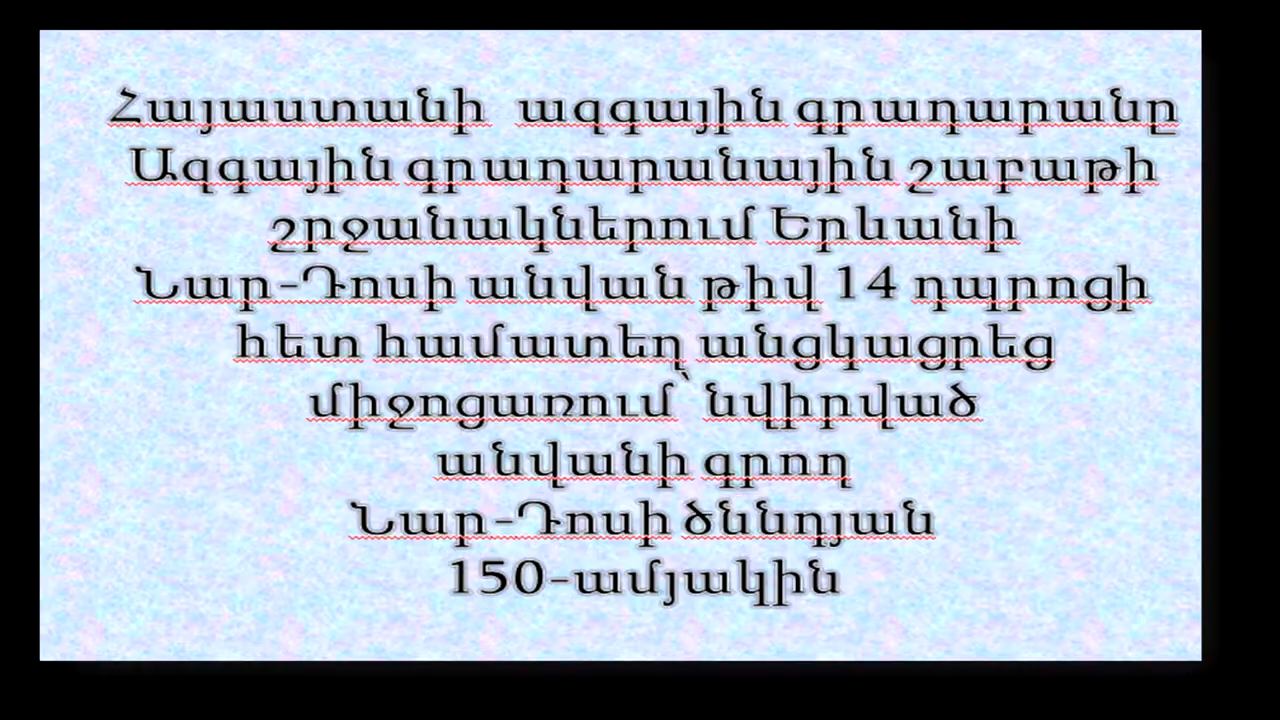 Հայաստանի ազգային գրադարանը
Ազգային գրադարանային շաբաթի
շրջանակներում Երևանի
Նար-Դոսի անվան թիվ 14 դպրոցի
հետ համատեղ անցկացրեց
միջոցառում՝ նվիրված
անվանի գրող
Նար-Դոսի ծննդյան
150-ամյակին